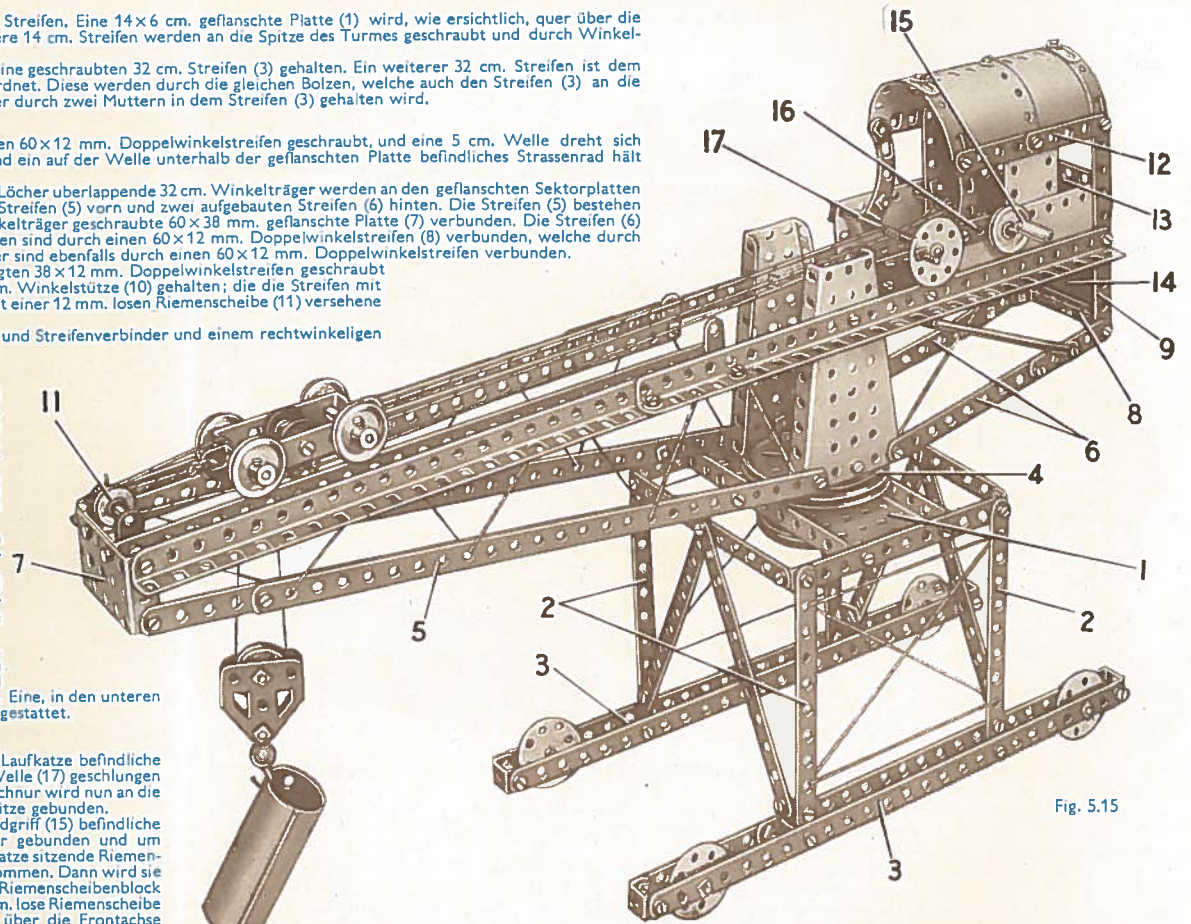 Streifen. Eine 14×6 cm. geflanschte Platte (1) wird, wie ersichtlich, quer über die
ere 14 cm. Streifen werden an die Spitze des Turmes geschraubt und durch Winkel-
ine geschraubten 32 cm. Streifen (3) gehalten. Ein weiterer 32 cm. Streifen ist dem
rdnet. Diese werden durch die gleichen Bolzen, welche auch den Streifen (3) an die
er durch zwei Muttern in dem Streifen (3) gehalten wird.
en 60×12 mm. Doppelwinkelstreifen geschraubt, und eine 5 cm. Welle dreht sich
nd ein auf der Welle unterhalb der geflanschten Platte befindliches Strassenrad hält
Löcher uberlappende 32 cm. Winkelträger werden an den geflanschten Sektorplatten
Streifen (5) vorn und zwei aufgebauten Streifen (6) hinten. Die Streifen (5) bestehen
kelträger geschraubte 60×38 mm. geflanschte Platte (7) verbunden. Die Streifen (6)
en sind durch einen 60×12 mm. Doppelwinkelstreifen (8) verbunden, welche durch
er sind ebenfalls durch einen 60×12 mm. Doppelwinkelstreifen verbunden.
gten 38×12 mm. Doppelwinkelstreifen geschraubt
m. Winkelstütze (10) gehalten; die die Streifen mit
t einer 12 mm. losen Riemenscheibe (11) versehene
und Streifenverbinder und einem rechtwinkeligen
15
16
17
12
13
14
9
8
6
11
4
7
1
5
2
2
3
3
Eine, in den unteren
gestattet.
Laufkatze befindliche
Velle (17) geschlungen
chnur wird nun an die
itze gebunden.
dgriff (15) befindliche
r gebunden und um
atze sitzende Riemen-
ommen. Dann wird sie
Riemenscheibenblock
n. lose Riemenscheibe
über die Frontachse
Fig. 5.15